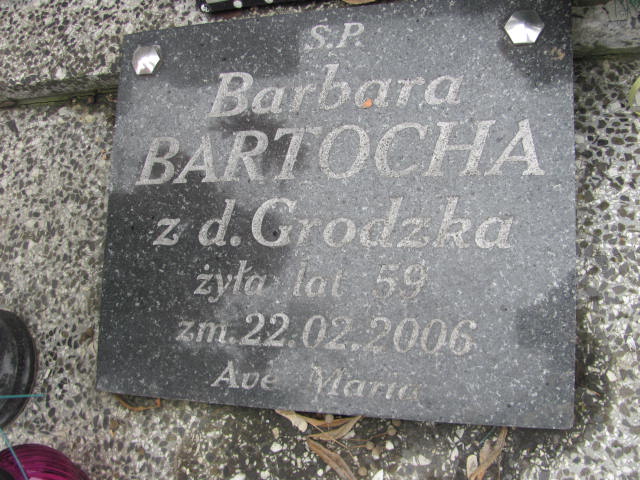 Ś.P.
Barbara
BARTOCHA
z d. Grodzka
żyła lat 59
zm. 22.02.2006
Ave Maria